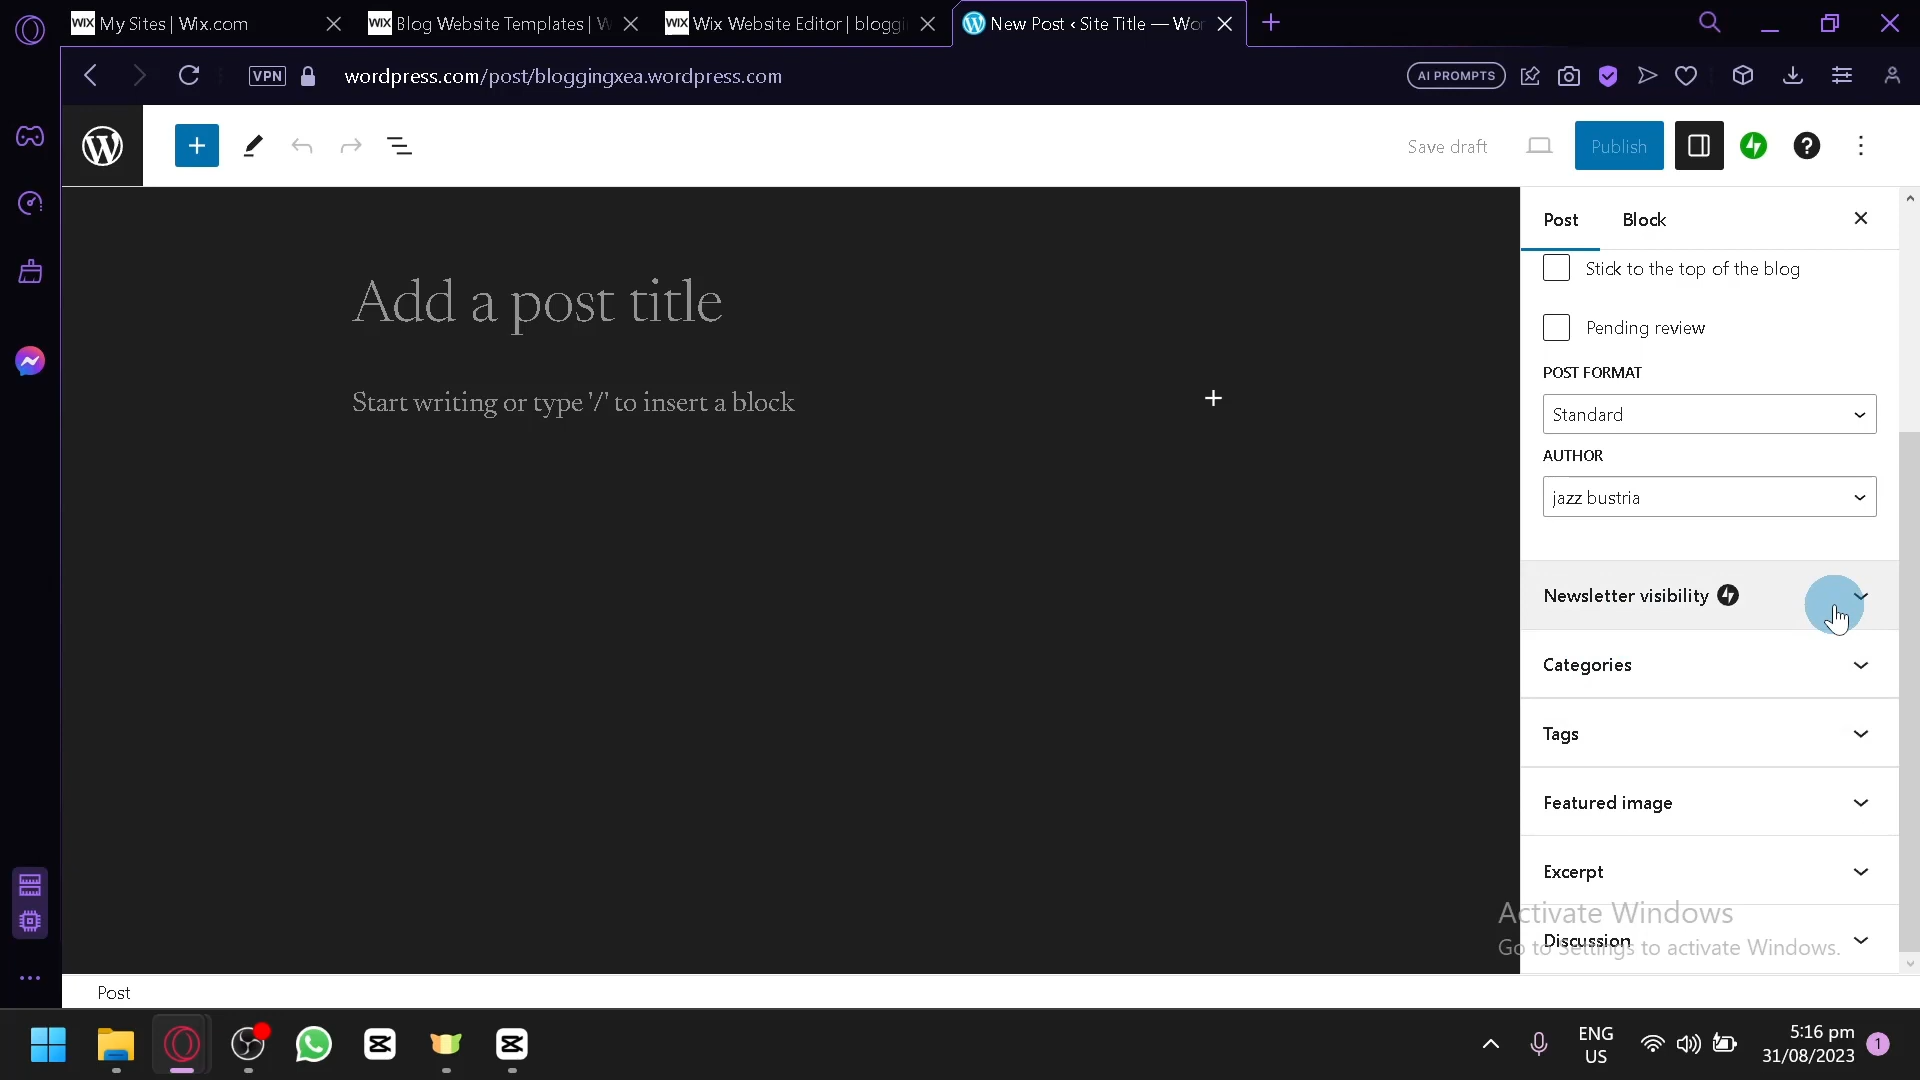 WIX My Sites | Wix.com
WIX Blog Website Templates | W
WIX Wix Website Editor | bloggi
New Post ‹ Site Title — Wor
VPN
wordpress.com/post/bloggingxea.wordpress.com
AI PROMPTS
Save draft
Publish
Post
Block
Stick to the top of the blog
Pending review
POST FORMAT
Standard
AUTHOR
jazz bustria
Newsletter visibility
Categories
Tags
Featured image
Excerpt
Discussion
Add a post title
Start writing or type '/' to insert a block
Activate Windows
Go to Settings to activate Windows.
Post
ENG
US
5:16 pm
31/08/2023
1